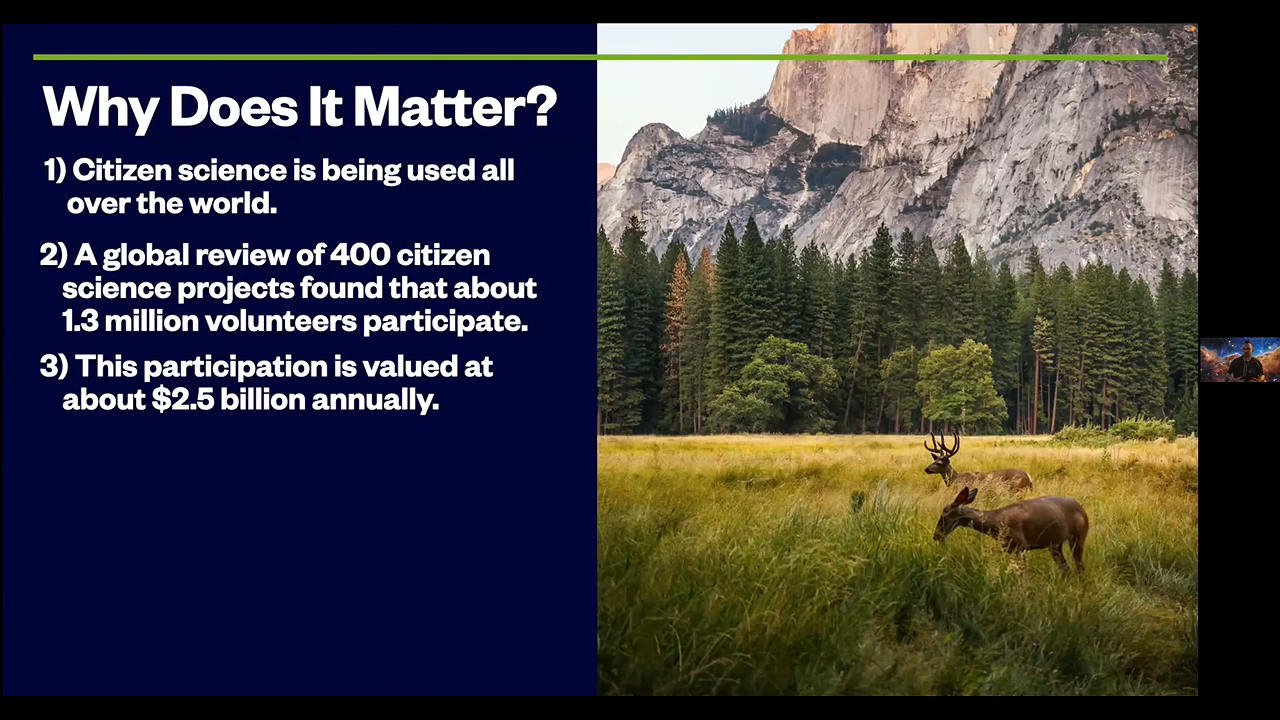 Why Does It Matter?
1) Citizen science is being used all
over the world.
2) A global review of 400 citizen
science projects found that about
1.3 million volunteers participate.
3) This participation is valued at
about $2.5 billion annually.